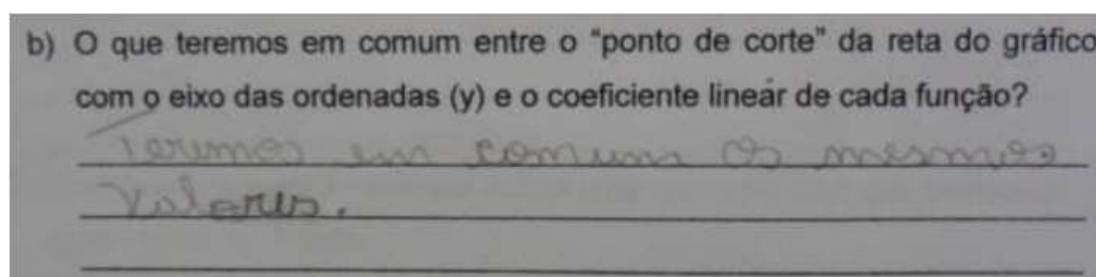 b) O que teremos em comum entre o "ponto de corte" da reta do gráfico
com o eixo das ordenadas (y) e o coeficiente linear de cada função?
Teremos em comum os mesmos
Valores.